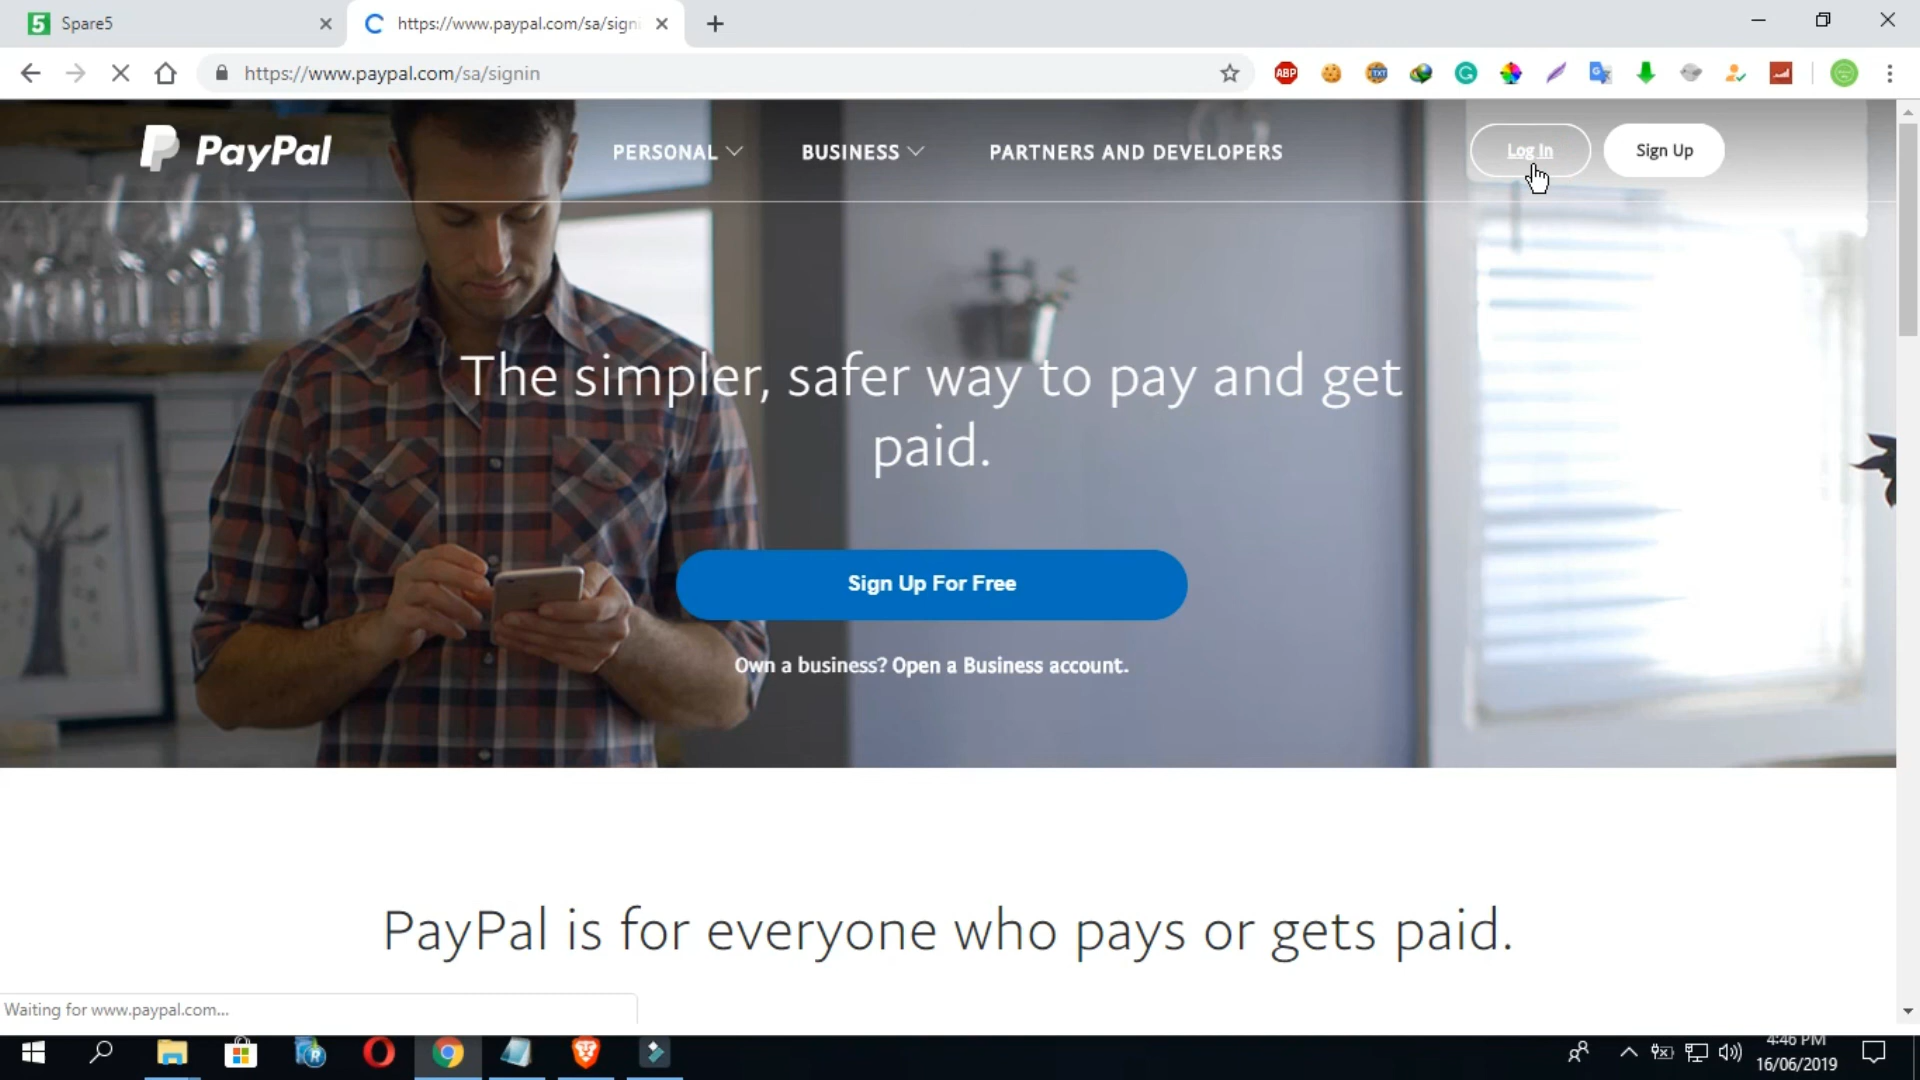 Spare5
https://www.paypal.com/sa/signi
https://www.paypal.com/sa/signin
ABP
TXT
PayPal
PERSONAL
BUSINESS
PARTNERS AND DEVELOPERS
Log In
Sign Up
The simpler, safer way to pay and get
paid.
Sign Up For Free
Own a business? Open a Business account.
PayPal is for everyone who pays or gets paid.
Waiting for www.paypal.com...
4:46 PM
16/06/2019